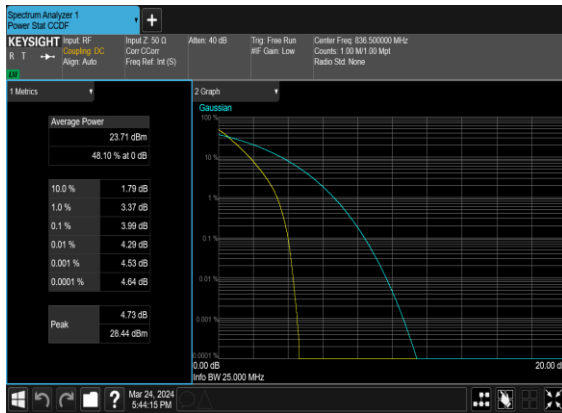 Spectrum Analyzer 1
Power Stat CCDF
+
KEYSIGHT
R T
LXI
Input: RF
Coupling: DC
Align: Auto
Input Z: 50 Ω
Corr CCorr
Freq Ref: Int (S)
Atten: 40 dB
Trig: Free Run
#IF Gain: Low
Center Freq: 836.500000 MHz
Counts: 1.00 M/1.00 Mpt
Radio Std: None
1 Metrics
Average Power
23.71 dBm
48.10 % at 0 dB
10.0 % 1.79 dB
1.0 % 3.37 dB
0.1 % 3.99 dB
0.01 % 4.29 dB
0.001 % 4.53 dB
0.0001 % 4.64 dB
Peak 4.73 dB
28.44 dBm
2 Graph
Gaussian
100 %
10 %
1 %
0.1 %
0.01 %
0.001 %
0.0001 %
0.00 dB 20.00 dB
Info BW 25.000 MHz
?
Mar 24, 2024
5:44:15 PM